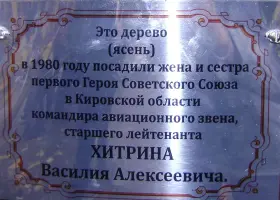 Это дерево
(ясень)
в 1980 году посадили жена и сестра
первого Героя Советского Союза
в Кировской области
командира авиационного звена,
старшего лейтенанта
ХИТРИНА
Василия Алексеевича.